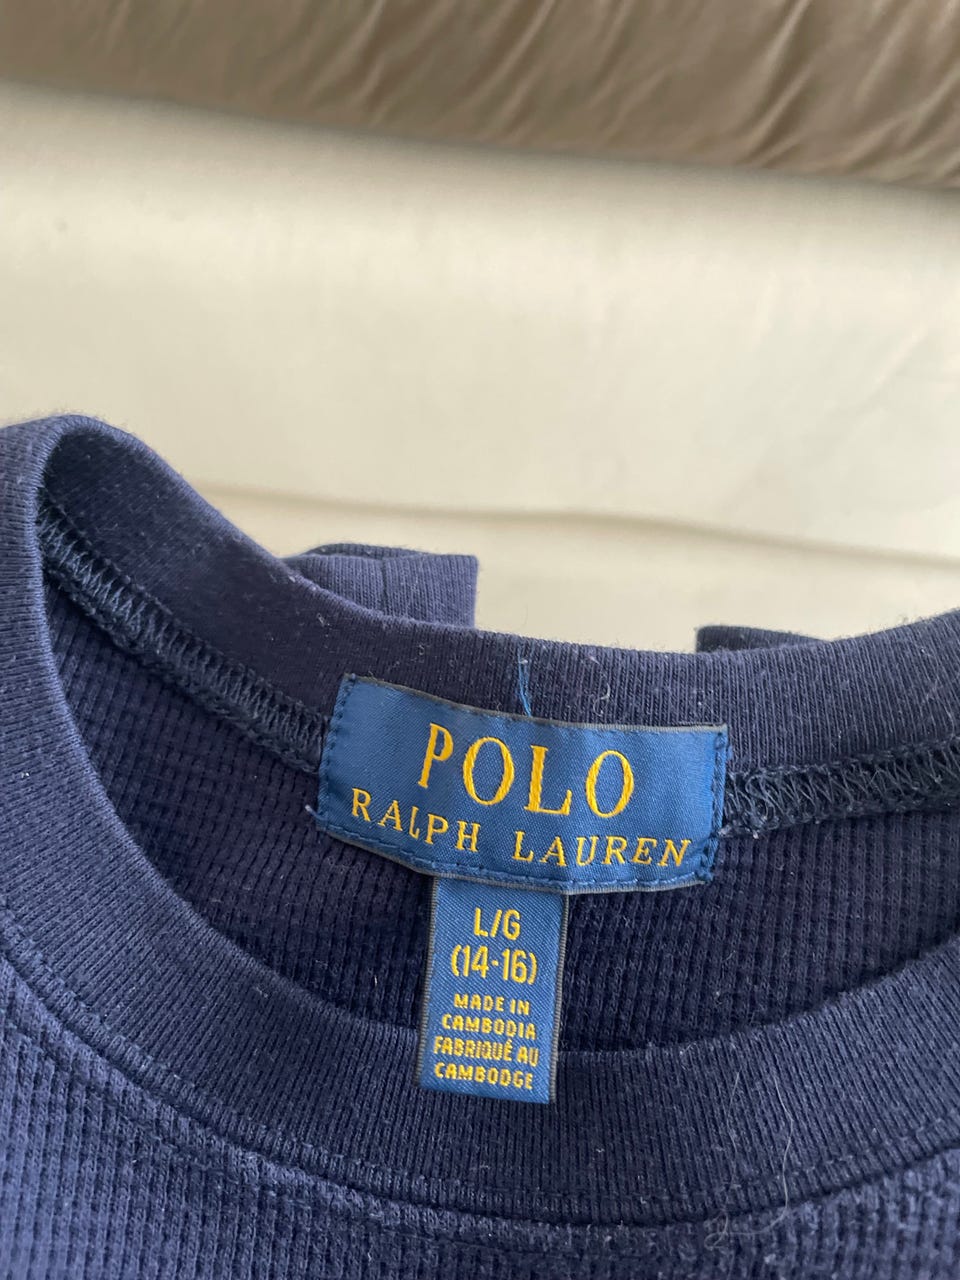 POLO
RALPH LAUREN
L/G
(14-16)
MADE IN
CAMBODIA
FABRIQUÉ AU
CAMBODGE